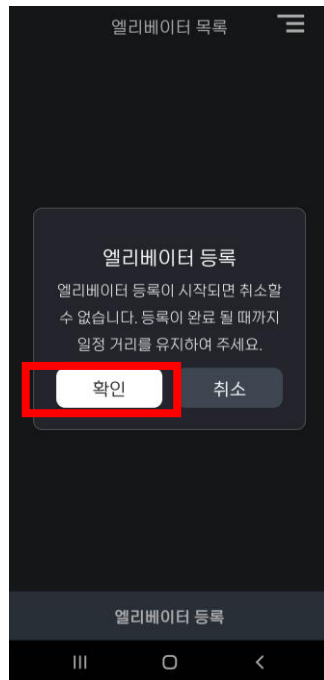 엘리베이터 목록
엘리베이터 등록
엘리베이터 등록이 시작되면 취소할
수 없습니다. 등록이 완료 될 때까지
일정 거리를 유지하여 주세요.
확인 취소
엘리베이터 등록